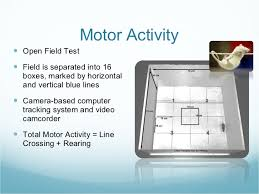 Motor Activity
Open Field Test
Field is separated into 16
boxes, marked by horizontal
and vertical blue lines
Camera-based computer
tracking system and video
camcorder
Total Motor Activity = Line
Crossing + Rearing